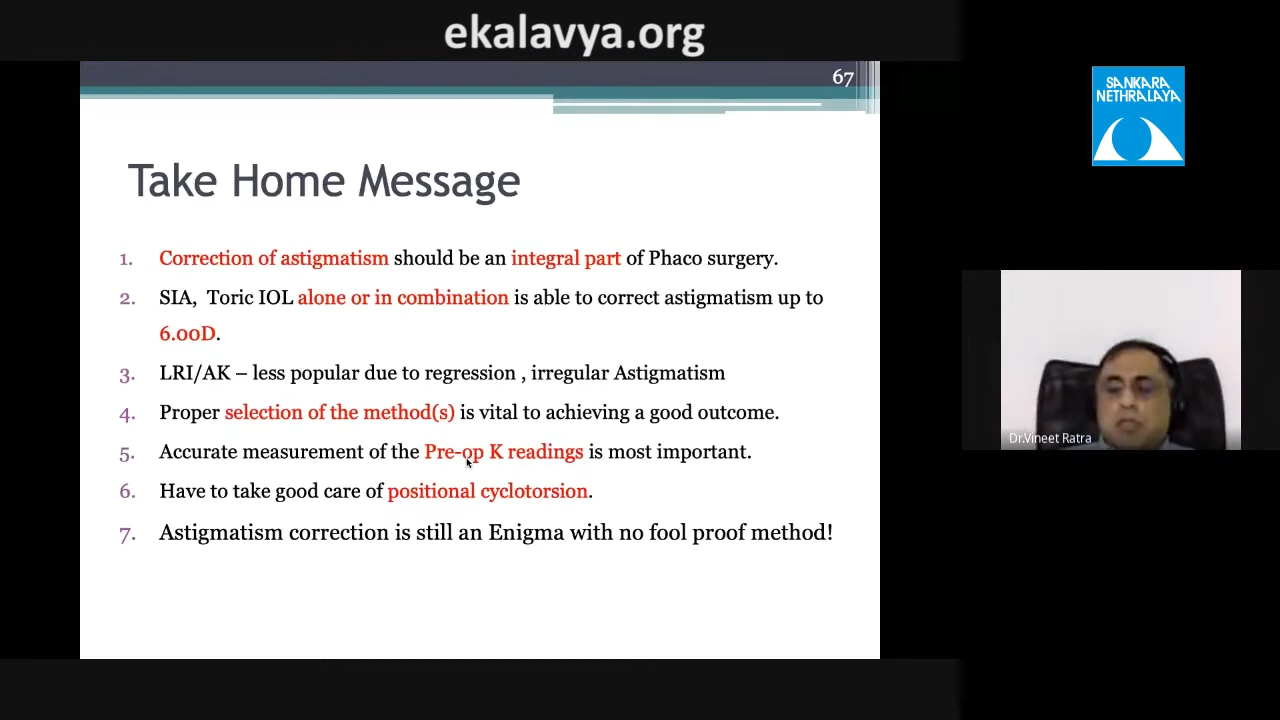 ekalavya.org
67
SANKARA
NETHRALAYA
Take Home Message
1. Correction of astigmatism should be an integral part of Phaco surgery.
2. SIA, Toric IOL alone or in combination is able to correct astigmatism up to
6.00D.
3. LRI/AK – less popular due to regression , irregular Astigmatism
4. Proper selection of the method(s) is vital to achieving a good outcome.
5. Accurate measurement of the Pre-op K readings is most important.
6. Have to take good care of positional cyclotorsion.
7. Astigmatism correction is still an Enigma with no fool proof method!
Dr.Vineet Ratra